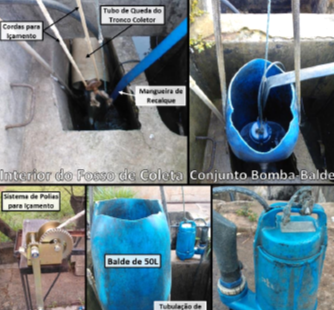 Cordas para
Içamento
Tubo de Queda do
Tronco Coletor
Mangueira de
Recalque
Interior do Fosso de Coleta
Conjunto Bomba-Balde
Sistema de Polias
para Içamento
Balde de 50L
Tubulação de